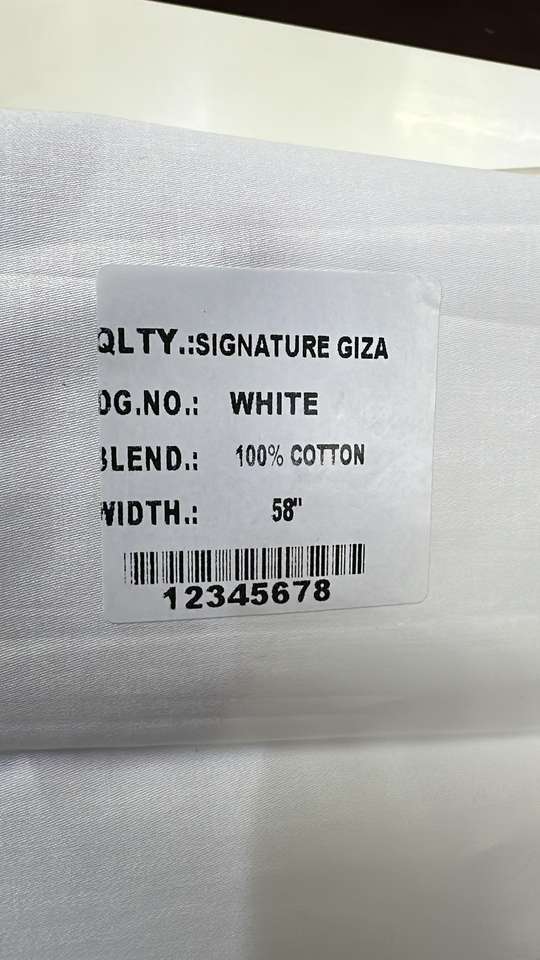 QLTY.:SIGNATURE GIZA
DG.NO.: WHITE
BLEND.: 100% COTTON
WIDTH.: 58"
12345678